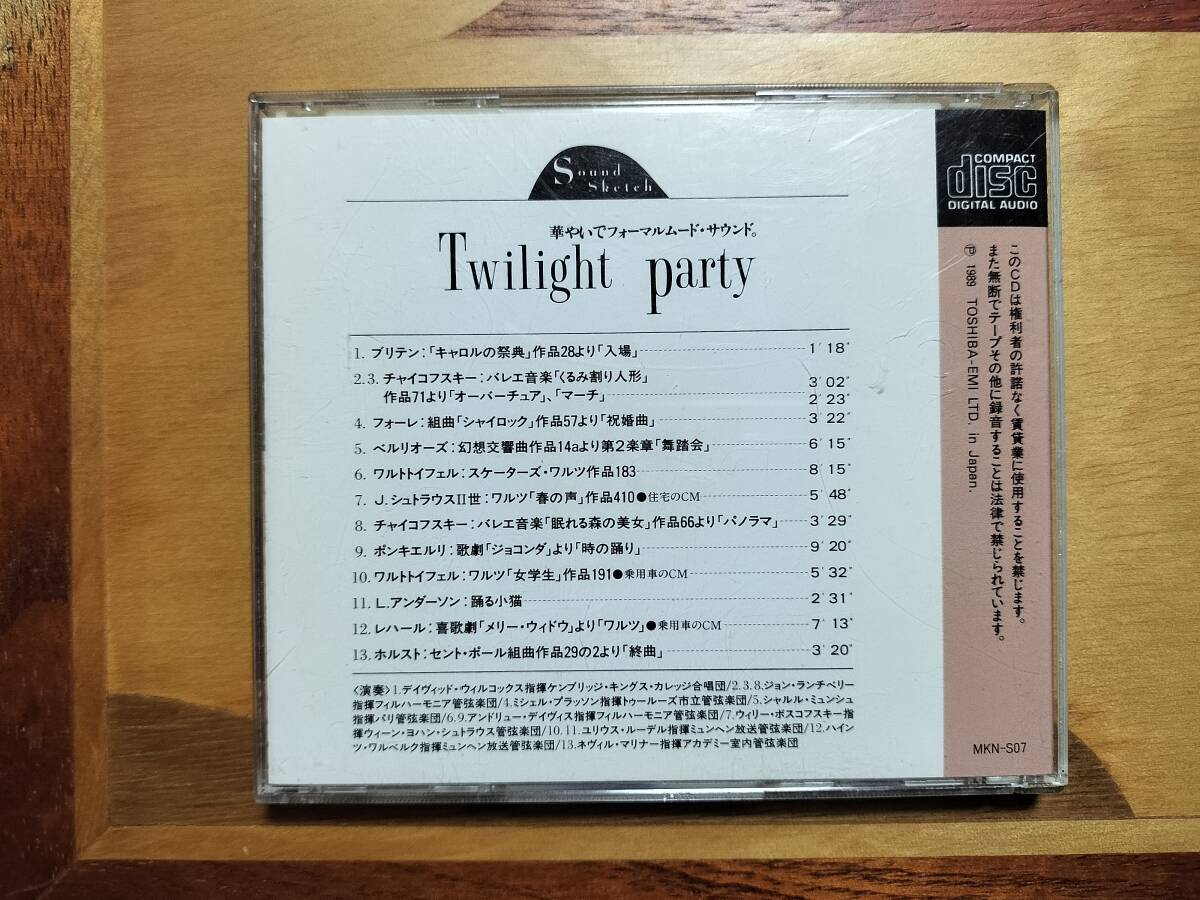 Sound
Sketch
華やいでフォーマルムード・サウンド。
Twilight party
1. ブリテン:「キャロルの祭典」作品28より「入場」 1′18″
2.3. チャイコフスキー:バレエ音楽「くるみ割り人形」 3′02″
作品71より「オーバーチュア」、「マーチ」 2′23″
4. フォーレ:組曲「シャイロック」作品57より「祝婚曲」 3′22″
5. ベルリオーズ:幻想交響曲作品14aより第2楽章「舞踏会」 6′15″
6. ワルトトイフェル:スケーターズ・ワルツ作品183 8′15″
7. J.シュトラウスII世:ワルツ「春の声」作品410●住宅のCM 5′48″
8. チャイコフスキー:バレエ音楽「眠れる森の美女」作品66より「パノラマ」 3′29″
9. ポンキエルリ:歌劇「ジョコンダ」より「時の踊り」 9′20″
10. ワルトトイフェル:ワルツ「女学生」作品191●乗用車のCM 5′32″
11. L.アンダーソン:踊る小猫 2′31″
12. レハール:喜歌劇「メリー・ウィドウ」より「ワルツ」●乗用車のCM 7′13″
13. ホルスト:セント・ポール組曲作品29の2より「終曲」 3′20″
〈演奏〉1.デイヴィッド・ウィルコックス指揮ケンブリッジ・キングス・カレッジ合唱団/2.3.8.ジョン・ランチベリー
指揮フィルハーモニア管弦楽団/4.ミシェル・プラッソン指揮トゥールーズ市立管弦楽団/5.シャルル・ミュンシュ
指揮パリ管弦楽団/6.9.アンドリュー・デイヴィス指揮フィルハーモニア管弦楽団/7.ウィリー・ボスコフスキー指
揮ウィーン・ヨハン・シュトラウス管弦楽団/10.11.ユリウス・ルーデル指揮ミュンヘン放送管弦楽団/12.ハイン
ツ・ワルベルク指揮ミュンヘン放送管弦楽団/13.ネヴィル・マリナー指揮アカデミー室内管弦楽団
COMPACT
disc
DIGITAL AUDIO
このCDは権利者の許諾なく賃貸業に使用することを禁じます。
また無断でテープその他に録音することは法律で禁じられています。
℗ 1989 TOSHIBA-EMI LTD. in Japan.
MKN-S07